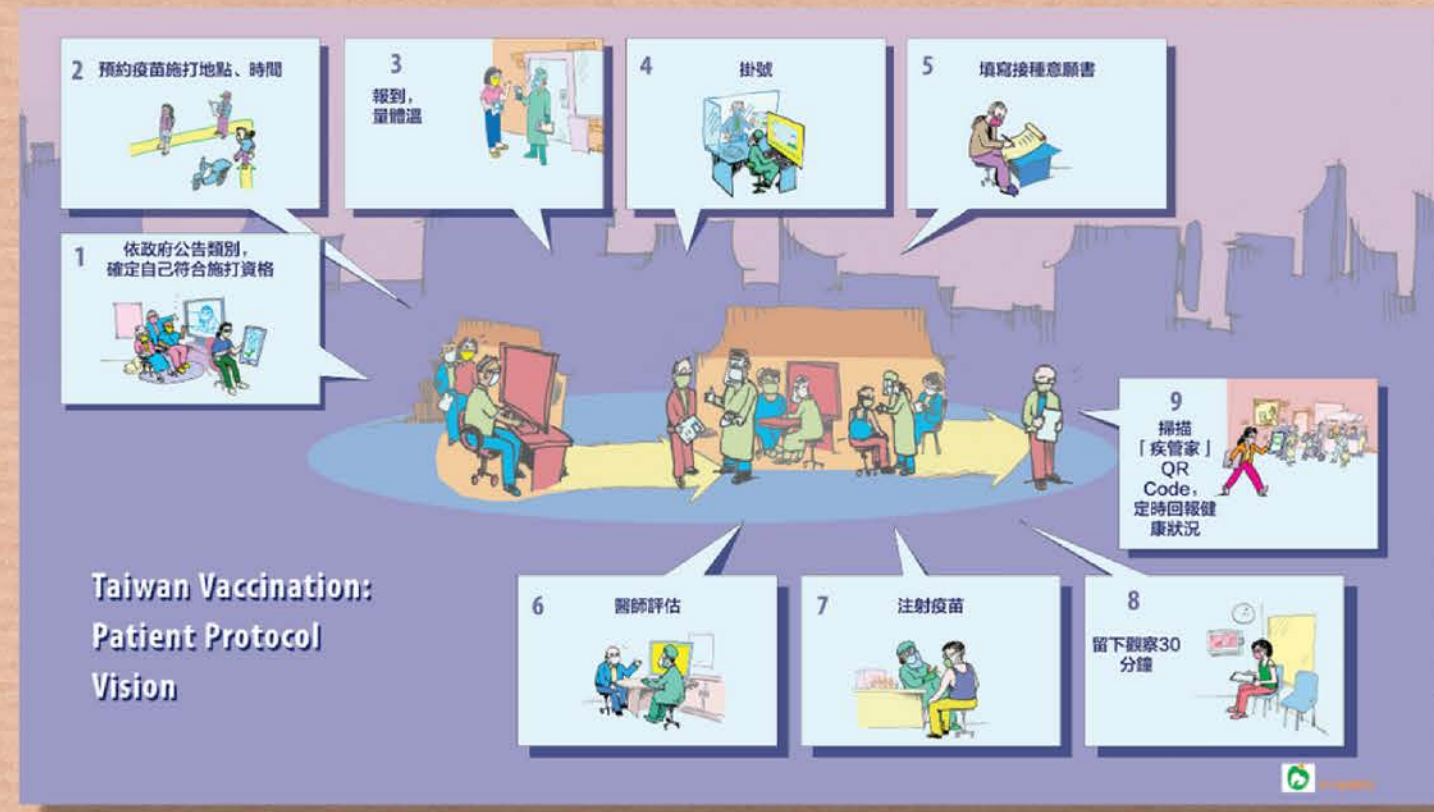 1
依政府公告類別，
確定自己符合施打資格
2
預約疫苗施打地點、時間
3
報到，
量體溫
4
掛號
5
填寫接種意願書
6
醫師評估
7
注射疫苗
8
留下觀察30
分鐘
9
掃描
「疾管家」
QR
Code，
定時回報健
康狀況
Taiwan Vaccination:
Patient Protocol
Vision